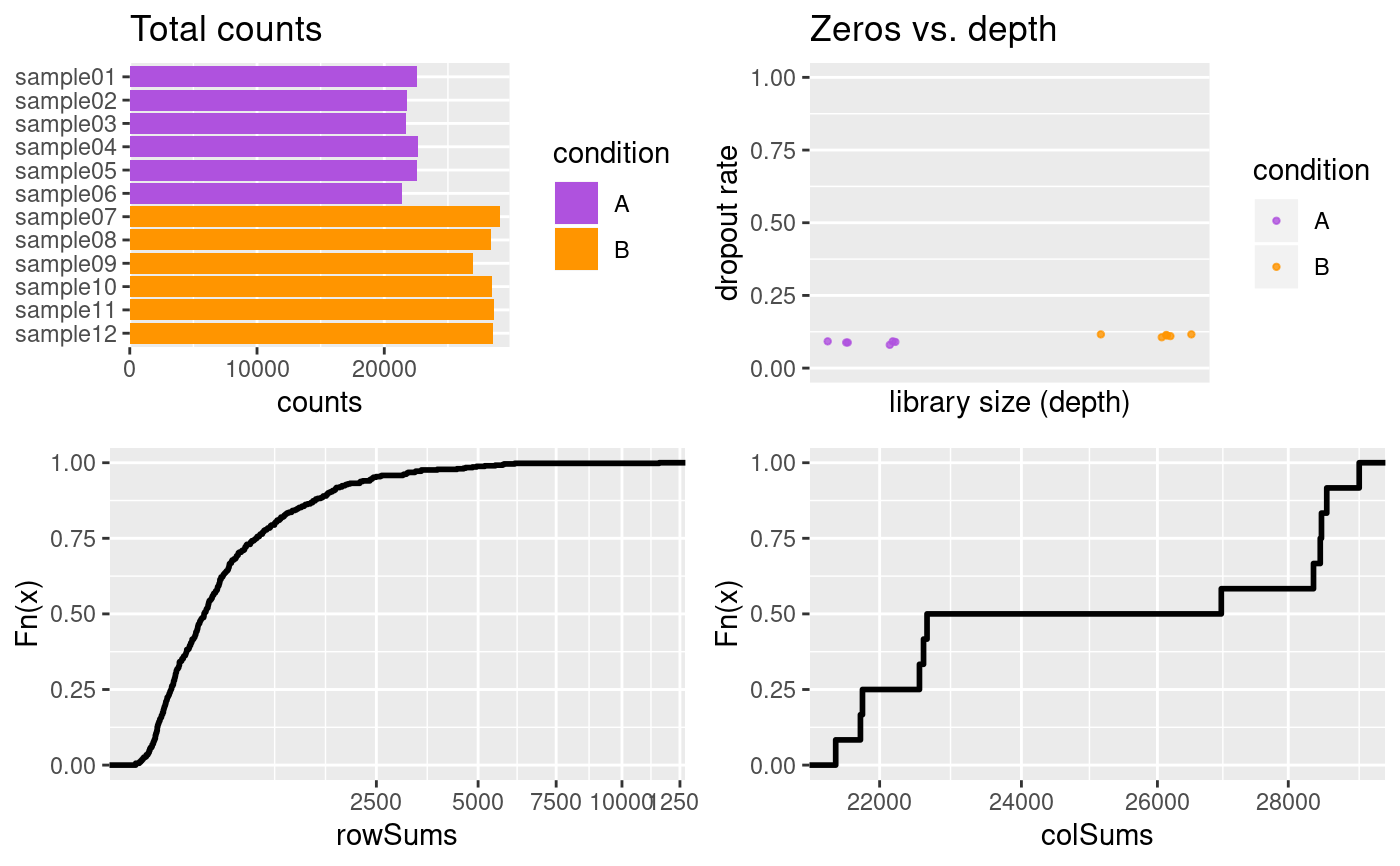 Total counts
sample01
sample02
sample03
sample04
sample05
sample06
sample07
sample08
sample09
sample10
sample11
sample12
0 10000 20000
counts
condition
A
B
Zeros vs. depth
1.00
0.75
0.50
0.25
0.00
dropout rate
library size (depth)
condition
A
B
1.00
0.75
0.50
0.25
0.00
Fn(x)
2500 5000 7500 10000 1250
rowSums
1.00
0.75
0.50
0.25
0.00
Fn(x)
22000 24000 26000 28000
colSums